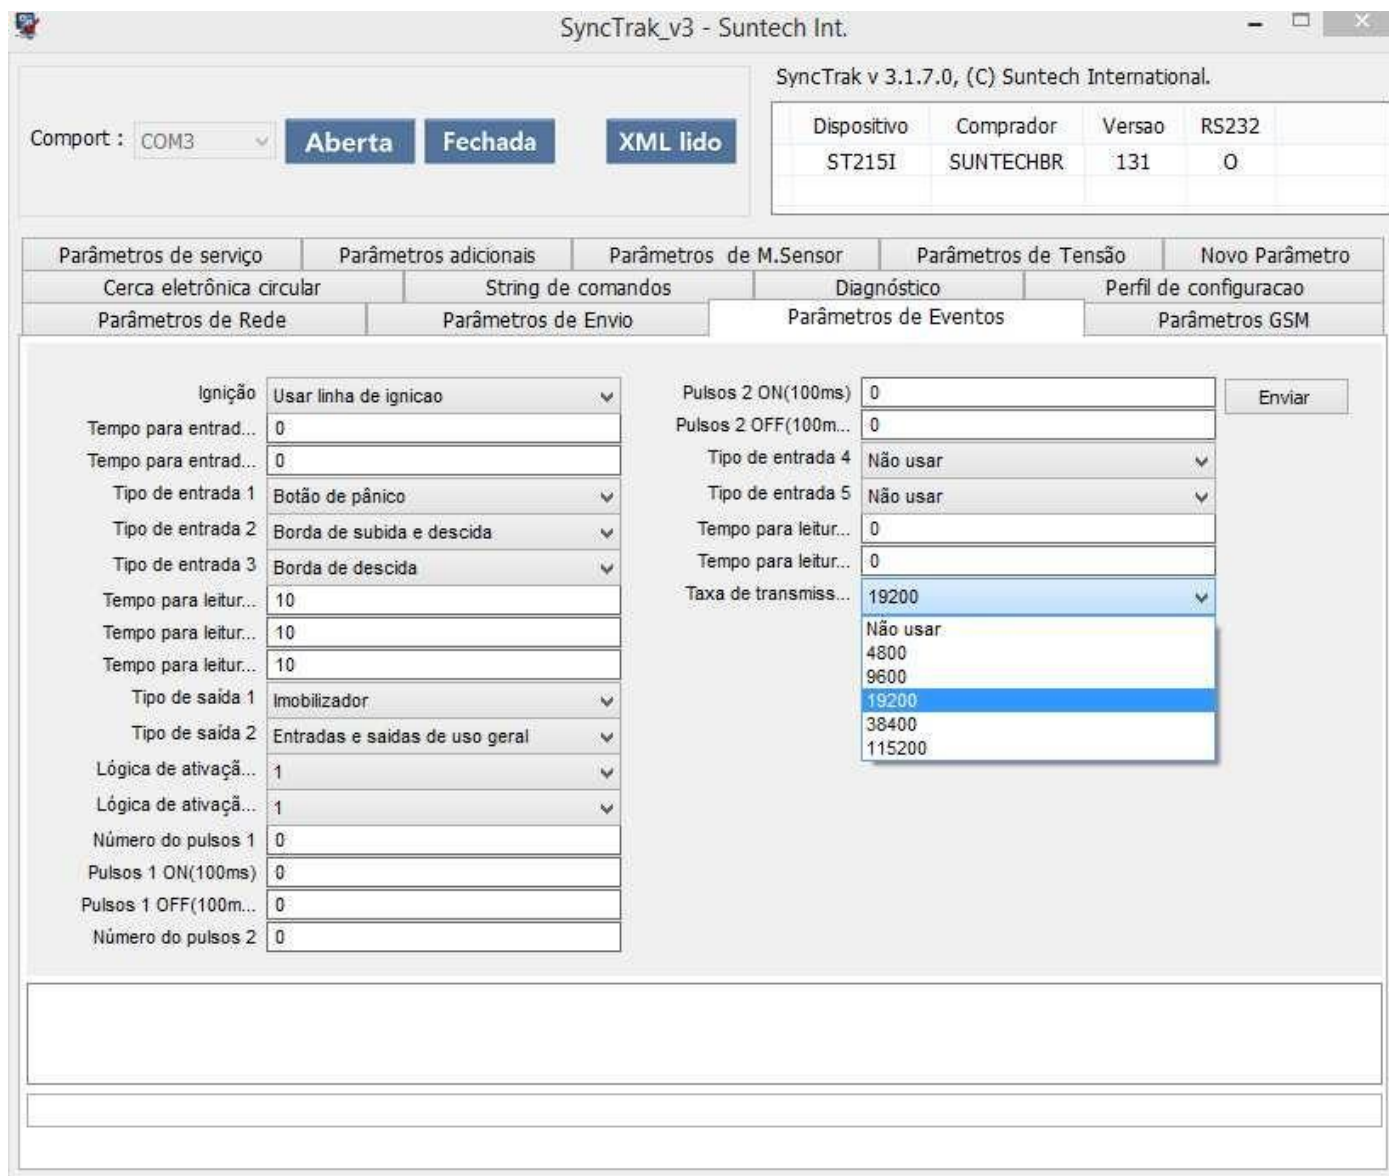 SyncTrak_v3 - Suntech Int.
SyncTrak v 3.1.7.0, (C) Suntech International.
Comport : COM3 Aberta Fechada XML lido
Dispositivo Comprador Versao RS232
ST215I SUNTECHBR 131 O
Parâmetros de serviço Parâmetros adicionais Parâmetros de M.Sensor Parâmetros de Tensão Novo Parâmetro
Cerca eletrônica circular String de comandos Diagnóstico Perfil de configuracao
Parâmetros de Rede Parâmetros de Envio Parâmetros de Eventos Parâmetros GSM
Ignição Usar linha de ignicao
Tempo para entrad... 0
Tempo para entrad... 0
Tipo de entrada 1 Botão de pânico
Tipo de entrada 2 Borda de subida e descida
Tipo de entrada 3 Borda de descida
Tempo para leitur... 10
Tempo para leitur... 10
Tempo para leitur... 10
Tipo de saída 1 Imobilizador
Tipo de saída 2 Entradas e saidas de uso geral
Lógica de ativaçã... 1
Lógica de ativaçã... 1
Número do pulsos 1 0
Pulsos 1 ON(100ms) 0
Pulsos 1 OFF(100m... 0
Número do pulsos 2 0
Pulsos 2 ON(100ms) 0
Pulsos 2 OFF(100m... 0
Tipo de entrada 4 Não usar
Tipo de entrada 5 Não usar
Tempo para leitur... 0
Tempo para leitur... 0
Taxa de transmiss... 19200
Não usar
4800
9600
19200
38400
115200
Enviar